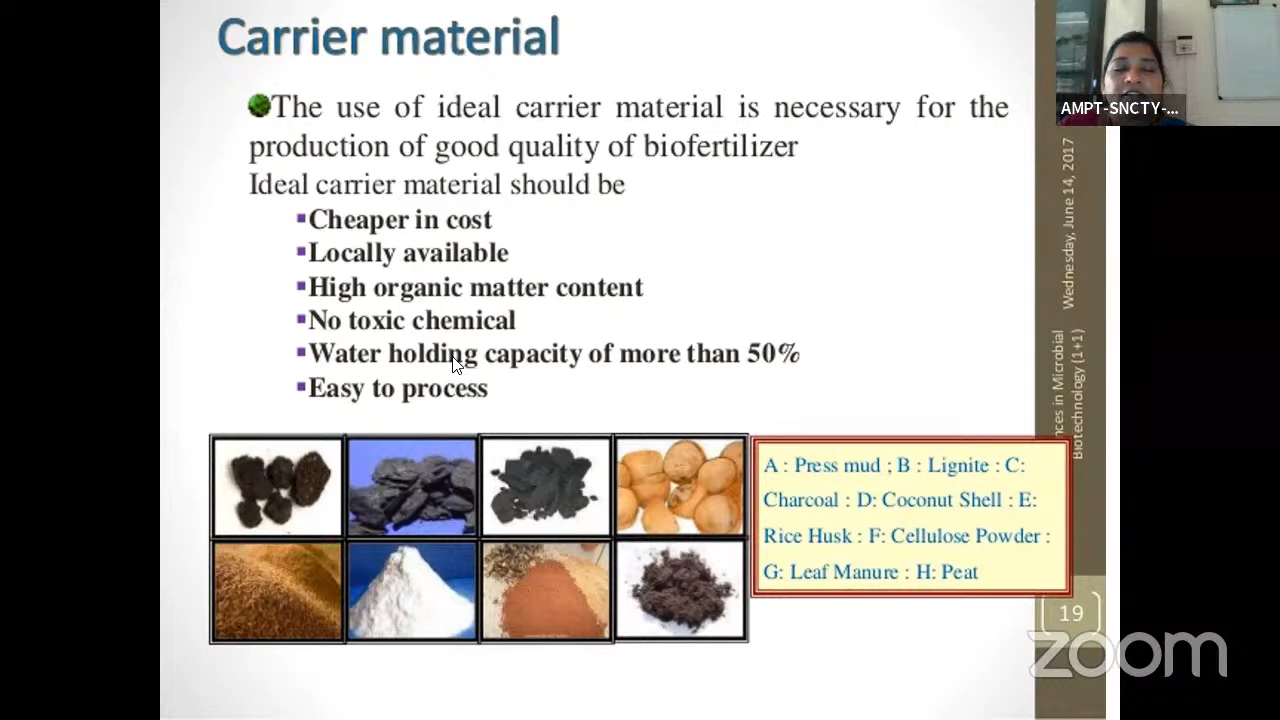 Carrier material
The use of ideal carrier material is necessary for the
production of good quality of biofertilizer
Ideal carrier material should be
Cheaper in cost
Locally available
High organic matter content
No toxic chemical
Water holding capacity of more than 50%
Easy to process
A : Press mud ; B : Lignite : C:
Charcoal : D: Coconut Shell : E:
Rice Husk : F: Cellulose Powder :
G: Leaf Manure : H: Peat
AMPT-SNCTY-...
Wednesday, June 14, 2017
nces in Microbial
Biotechnology (1+1)
19
zoom